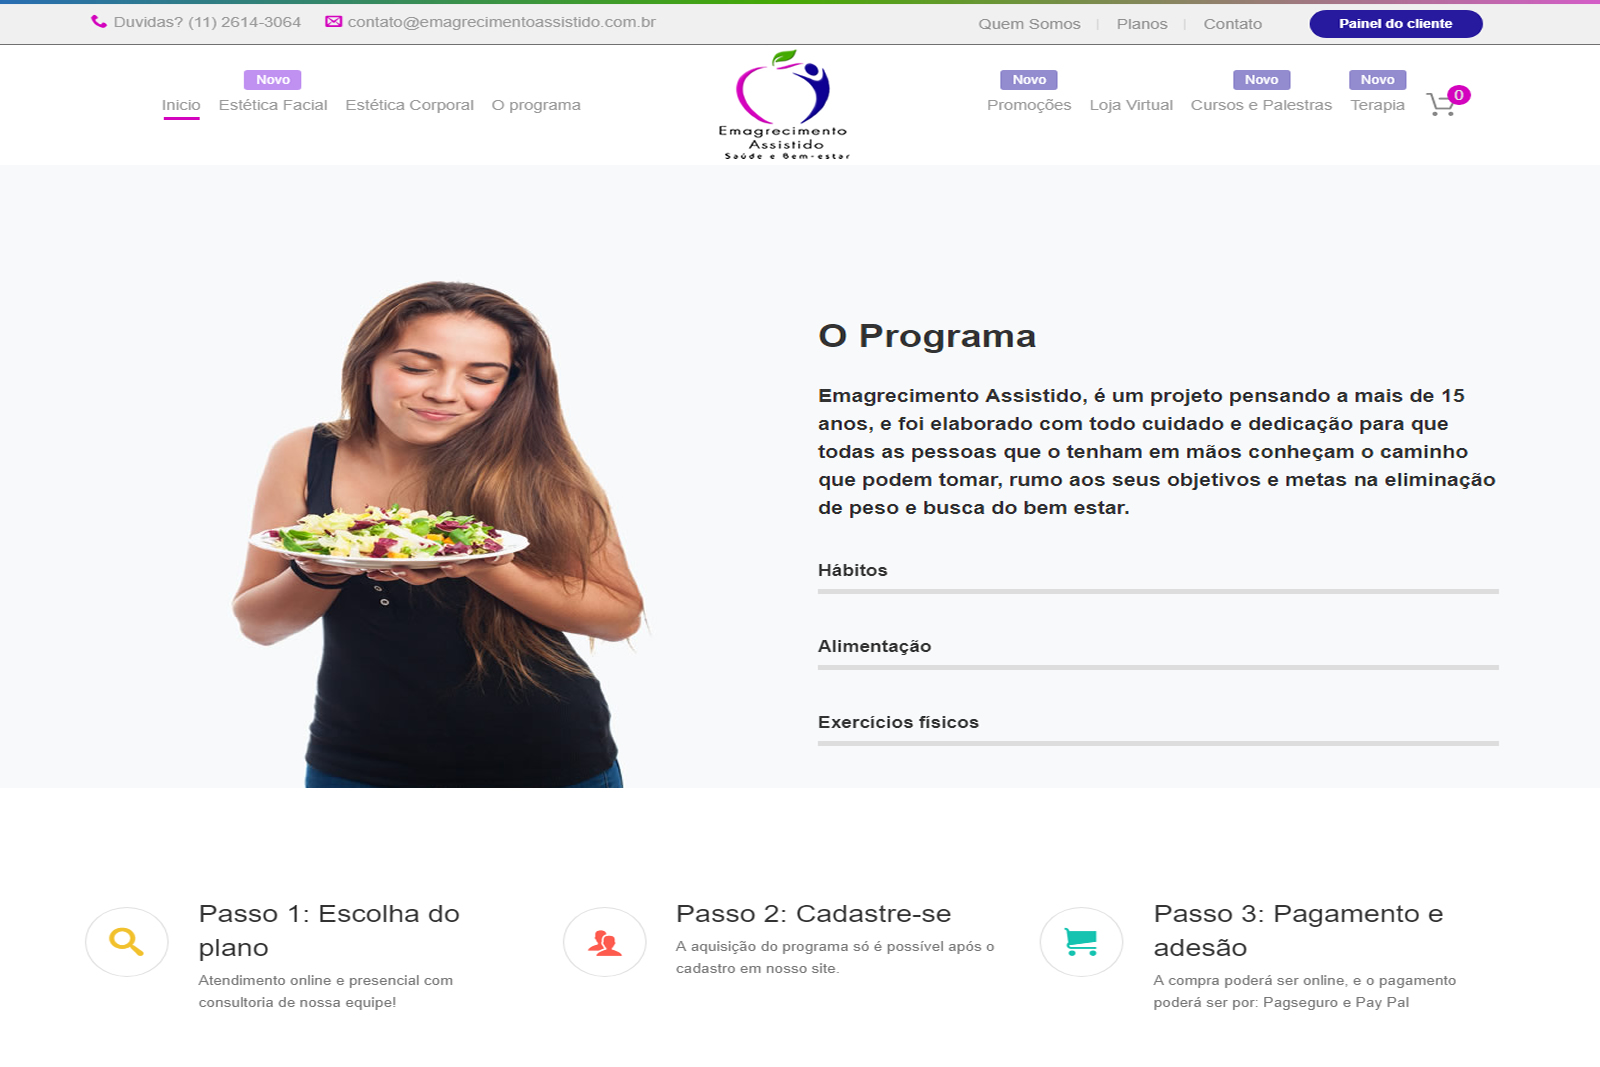 Duvidas? (11) 2614-3064
contato@emagrecimentoassistido.com.br
Quem Somos | Planos | Contato
Painel do cliente
Novo
Inicio
Estética Facial
Estética Corporal
O programa
Emagrecimento
Assistido
Saúde e Bem-estar
Novo
Promoções
Loja Virtual
Novo
Cursos e Palestras
Novo
Terapia
0
O Programa
Emagrecimento Assistido, é um projeto pensando a mais de 15
anos, e foi elaborado com todo cuidado e dedicação para que
todas as pessoas que o tenham em mãos conheçam o caminho
que podem tomar, rumo aos seus objetivos e metas na eliminação
de peso e busca do bem estar.
Hábitos
Alimentação
Exercícios físicos
Passo 1: Escolha do
plano
Atendimento online e presencial com
consultoria de nossa equipe!
Passo 2: Cadastre-se
A aquisição do programa só é possível após o
cadastro em nosso site.
Passo 3: Pagamento e
adesão
A compra poderá ser online, e o pagamento
poderá ser por: Pagseguro e Pay Pal